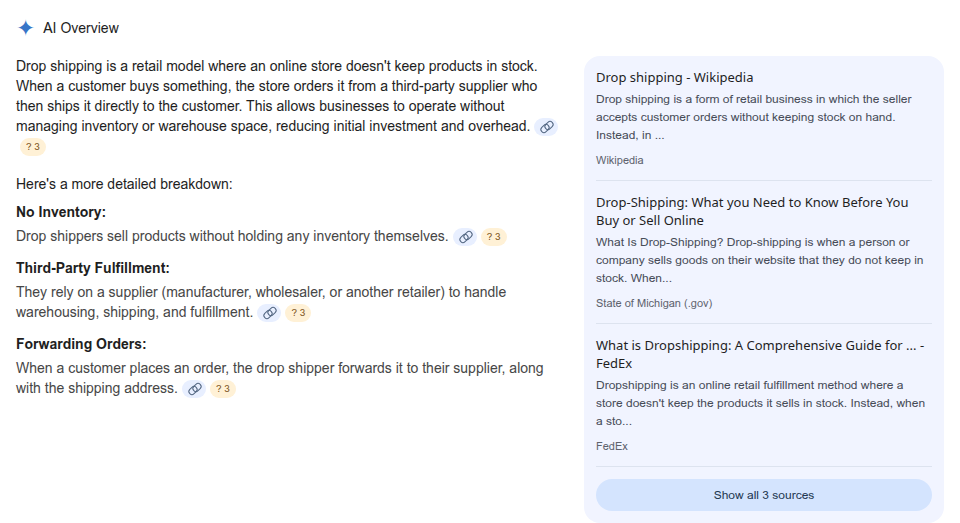 AI Overview
Drop shipping is a retail model where an online store doesn't keep products in stock.
When a customer buys something, the store orders it from a third-party supplier who
then ships it directly to the customer. This allows businesses to operate without
managing inventory or warehouse space, reducing initial investment and overhead.
? 3
Here's a more detailed breakdown:
No Inventory:
Drop shippers sell products without holding any inventory themselves. ? 3
Third-Party Fulfillment:
They rely on a supplier (manufacturer, wholesaler, or another retailer) to handle
warehousing, shipping, and fulfillment. ? 3
Forwarding Orders:
When a customer places an order, the drop shipper forwards it to their supplier, along
with the shipping address. ? 3
Drop shipping - Wikipedia
Drop shipping is a form of retail business in which the seller
accepts customer orders without keeping stock on hand.
Instead, in ...
Wikipedia
Drop-Shipping: What you Need to Know Before You
Buy or Sell Online
What Is Drop-Shipping? Drop-shipping is when a person or
company sells goods on their website that they do not keep in
stock. When...
State of Michigan (.gov)
What is Dropshipping: A Comprehensive Guide for ... -
FedEx
Dropshipping is an online retail fulfillment method where a
store doesn't keep the products it sells in stock. Instead, when
a sto...
FedEx
Show all 3 sources